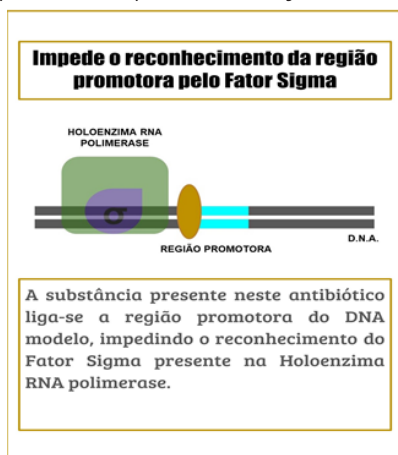 Impede o reconhecimento da região
promotora pelo Fator Sigma
HOLOENZIMA RNA
POLIMERASE
σ
REGIÃO PROMOTORA
D.N.A.
A substância presente neste antibiótico
liga-se a região promotora do DNA
modelo, impedindo o reconhecimento do
Fator Sigma presente na Holoenzima
RNA polimerase.